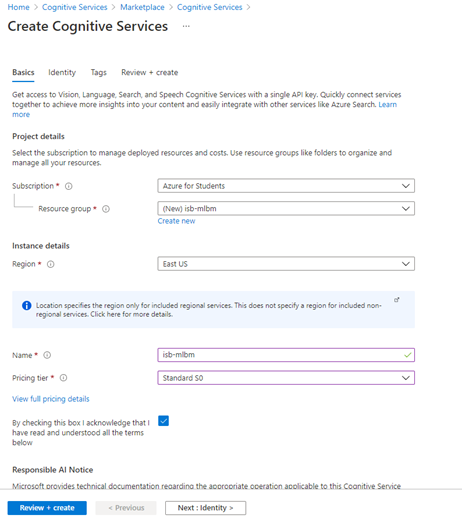 Home > Cognitive Services > Marketplace > Cognitive Services >
Create Cognitive Services ...
Basics Identity Tags Review + create
Get access to Vision, Language, Search, and Speech Cognitive Services with a single API key. Quickly connect services
together to achieve more insights into your content and easily integrate with other services like Azure Search. Learn
more
Project details
Select the subscription to manage deployed resources and costs. Use resource groups like folders to organize and
manage all your resources.
Subscription * Azure for Students
Resource group * (New) isb-mlbm
Create new
Instance details
Region * East US
Location specifies the region only for included regional services. This does not specify a region for included non-
regional services. Click here for more details.
Name * isb-mlbm
Pricing tier * Standard S0
View full pricing details
By checking this box I acknowledge that I
have read and understood all the terms
below
Responsible AI Notice
Microsoft provides technical documentation regarding the appropriate operation applicable to this Cognitive Service
Review + create < Previous Next : Identity >